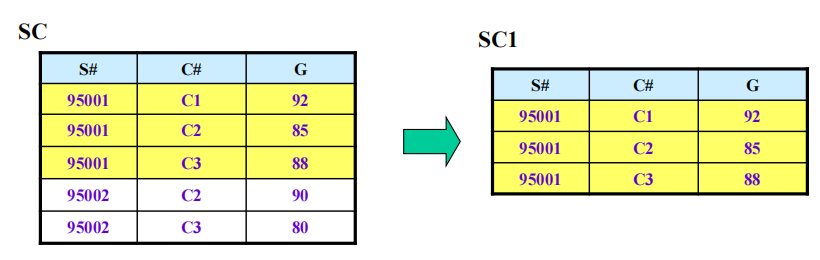 SC
S# C# G
95001 C1 92
95001 C2 85
95001 C3 88
95002 C2 90
95002 C3 80
SC1
S# C# G
95001 C1 92
95001 C2 85
95001 C3 88